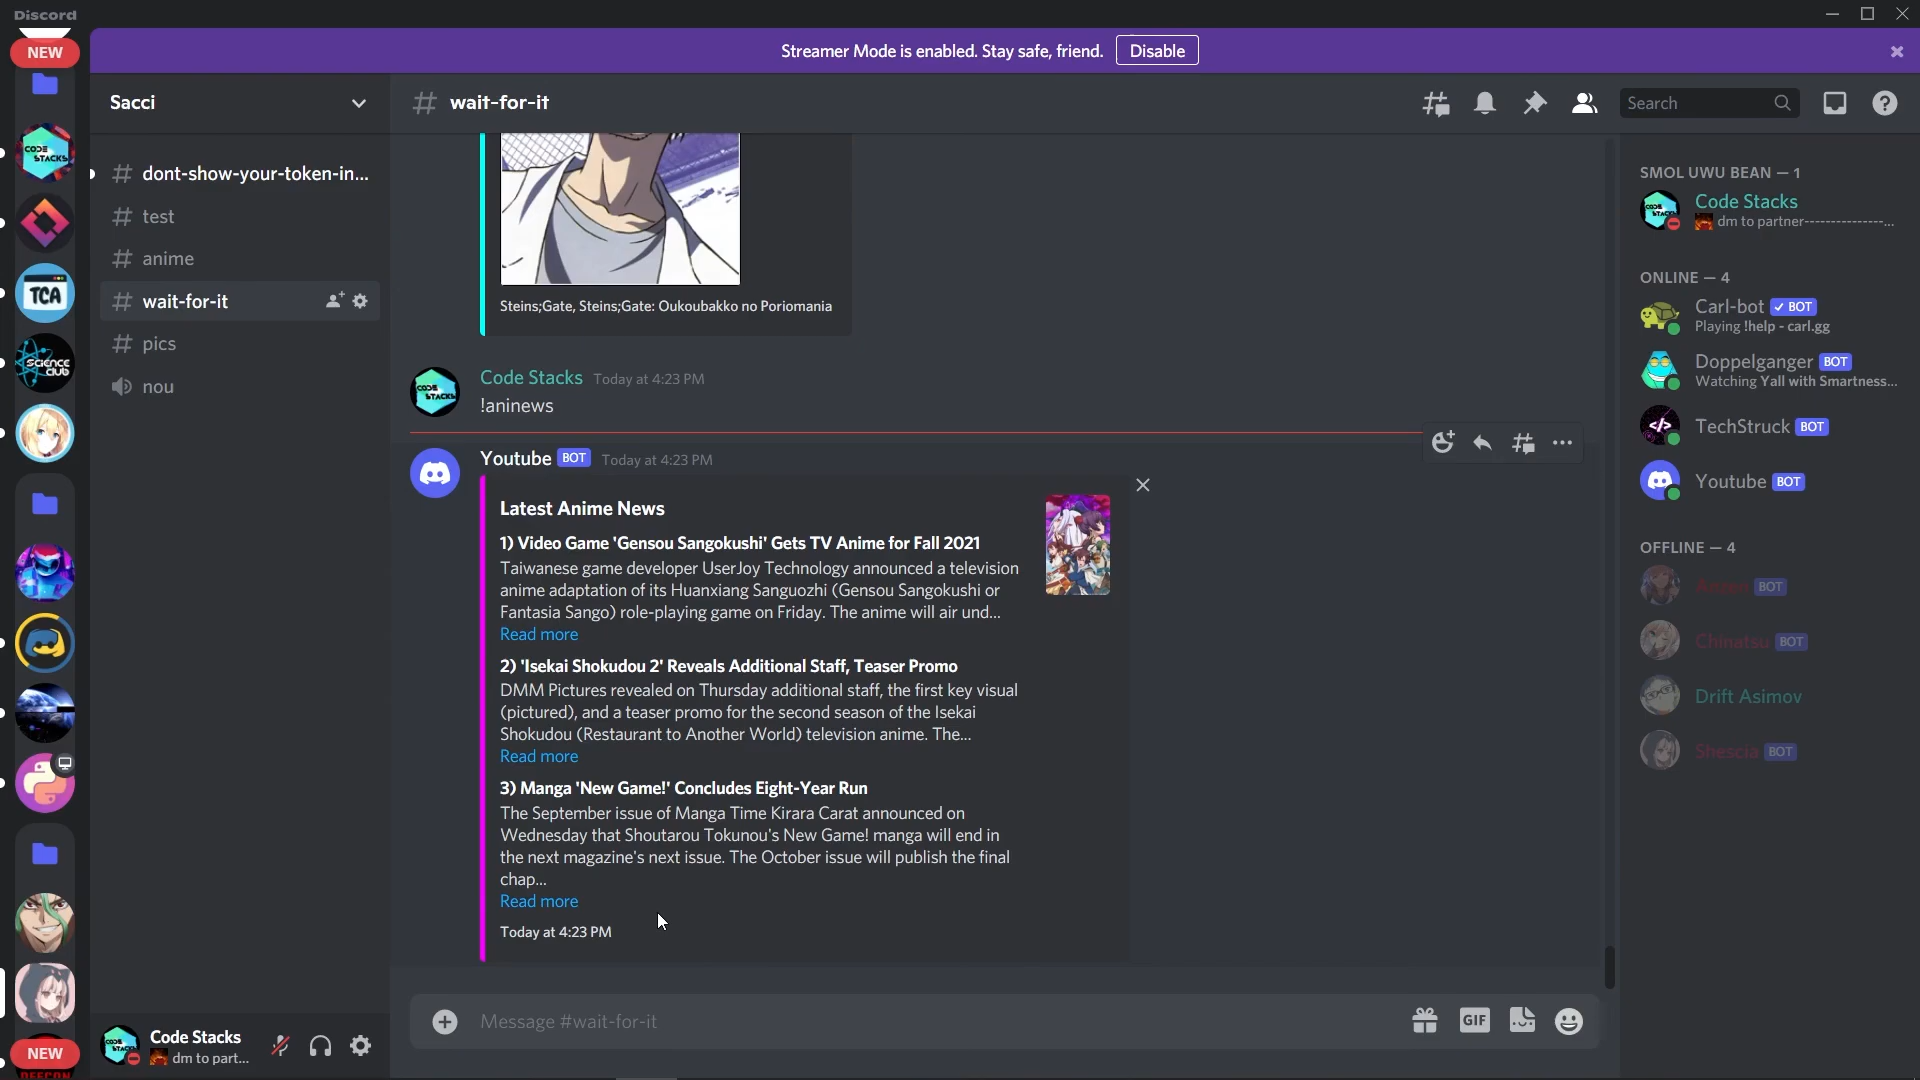 Discord
NEW
Streamer Mode is enabled. Stay safe, friend.
Disable
Sacci
wait-for-it
Search
dont-show-your-token-in...
test
anime
wait-for-it
pics
nou
CODE STACKS
TCA
SCIENCE CLUB
NEW
Steins;Gate, Steins;Gate: Oukoubakko no Poriomania
Code Stacks Today at 4:23 PM
!aninews
Youtube BOT Today at 4:23 PM
Latest Anime News
1) Video Game 'Gensou Sangokushi' Gets TV Anime for Fall 2021
Taiwanese game developer UserJoy Technology announced a television
anime adaptation of its Huanxiang Sanguozhi (Gensou Sangokushi or
Fantasia Sango) role-playing game on Friday. The anime will air und...
Read more
2) 'Isekai Shokudou 2' Reveals Additional Staff, Teaser Promo
DMM Pictures revealed on Thursday additional staff, the first key visual
(pictured), and a teaser promo for the second season of the Isekai
Shokudou (Restaurant to Another World) television anime. The...
Read more
3) Manga 'New Game!' Concludes Eight-Year Run
The September issue of Manga Time Kirara Carat announced on
Wednesday that Shoutarou Tokunou's New Game! manga will end in
the next magazine's next issue. The October issue will publish the final
chap...
Read more
Today at 4:23 PM
Message #wait-for-it
GIF
Code Stacks
dm to part...
SMOL UWU BEAN — 1
Code Stacks
dm to partner---------------...
ONLINE — 4
Carl-bot BOT
Playing !help - carl.gg
Doppelganger BOT
Watching Yall with Smartness...
TechStruck BOT
Youtube BOT
OFFLINE — 4
BOT
Chinatsu BOT
Drift Asimov
Shescia BOT